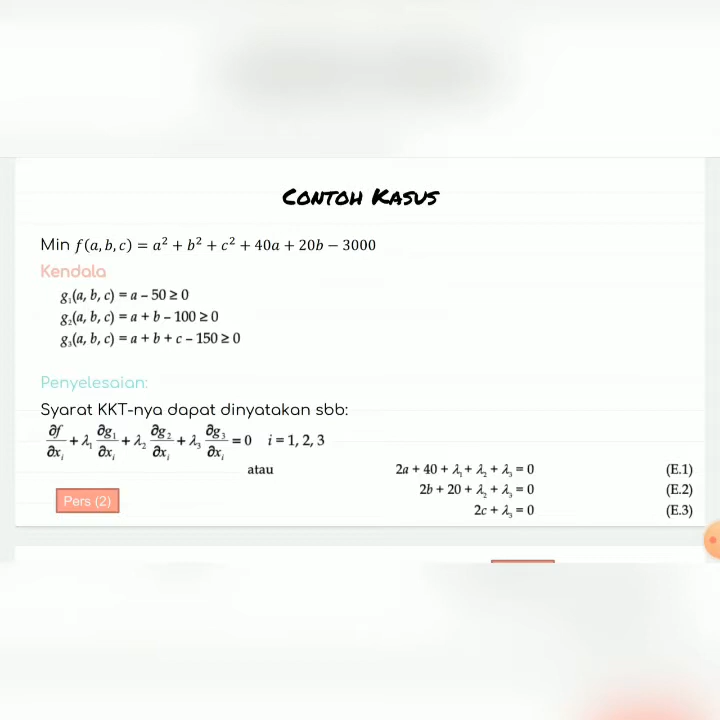 CONTOH KASUS
Min f(a, b, c) = a² + b² + c² + 40a + 20b − 3000
Kendala
g₁(a, b, c) = a – 50 ≥ 0
g₂(a, b, c) = a + b – 100 ≥ 0
g₃(a, b, c) = a + b + c – 150 ≥ 0
Penyelesaian:
Syarat KKT-nya dapat dinyatakan sbb:
∂f/∂xᵢ + λ₁ ∂g₁/∂xᵢ + λ₂ ∂g₂/∂xᵢ + λ₃ ∂g₃/∂xᵢ = 0 i = 1, 2, 3
atau
2a + 40 + λ₁ + λ₂ + λ₃ = 0 (E.1)
2b + 20 + λ₂ + λ₃ = 0 (E.2)
2c + λ₃ = 0 (E.3)
Pers (2)